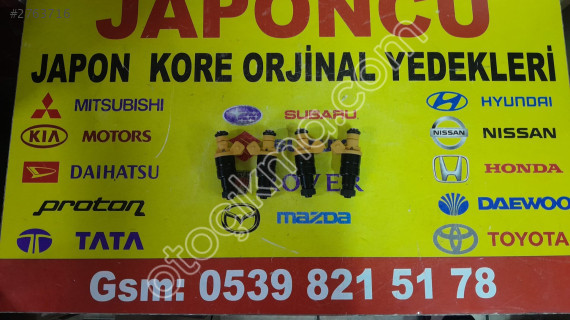 JAPONCU
JAPON KORE ORJİNAL YEDEKLERİ
MITSUBISHI
SUBARU
HYUNDAI
KIA MOTORS
NISSAN
DAIHATSU
HONDA
proton
ROVER
DAEWOO
TATA
mazda
TOYOTA
Gsm: 0539 821 51 78